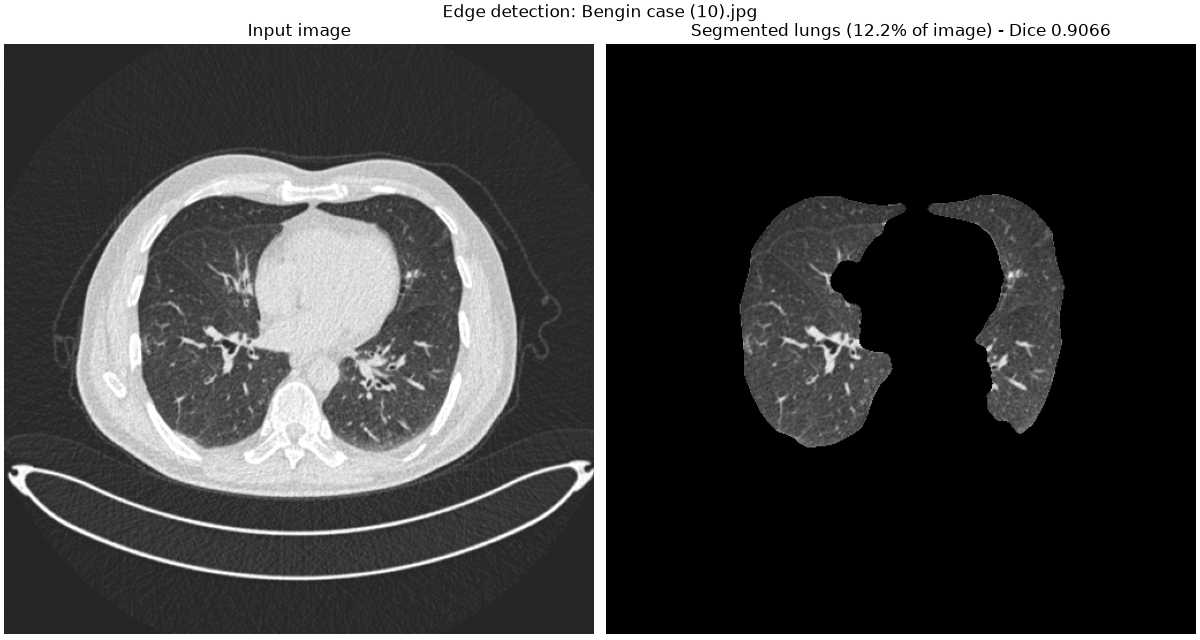 Edge detection: Bengin case (10).jpg
Input image
Segmented lungs (12.2% of image) - Dice 0.9066